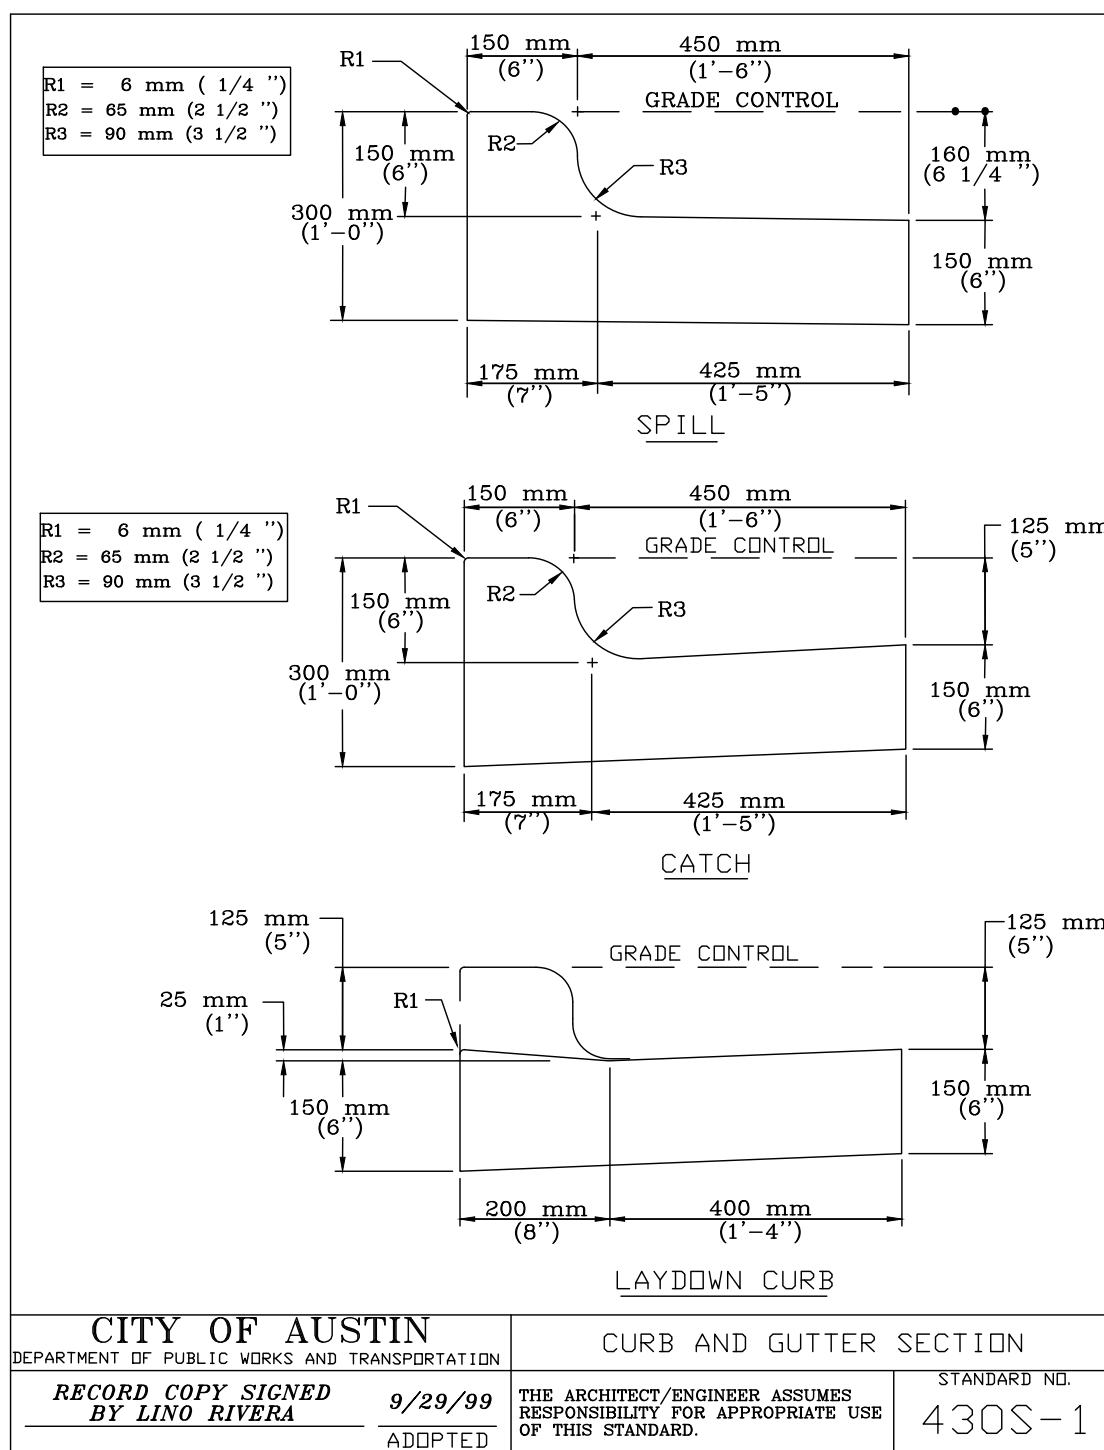 150 mm
(6")
450 mm
(1'-6")
R1
R1 = 6 mm ( 1/4 ")
R2 = 65 mm (2 1/2 ")
R3 = 90 mm (3 1/2 ")
GRADE CONTROL
R2
150 mm
(6")
R3
160 mm
(6 1/4 ")
300 mm
(1'-0")
150 mm
(6")
175 mm
(7")
425 mm
(1'-5")
SPILL
150 mm
(6")
450 mm
(1'-6")
R1
R1 = 6 mm ( 1/4 ")
R2 = 65 mm (2 1/2 ")
R3 = 90 mm (3 1/2 ")
GRADE CONTROL
125 mm
(5")
R2
150 mm
(6")
R3
300 mm
(1'-0")
150 mm
(6")
175 mm
(7")
425 mm
(1'-5")
CATCH
125 mm
(5")
GRADE CONTROL
125 mm
(5")
25 mm
(1")
R1
150 mm
(6")
150 mm
(6")
200 mm
(8")
400 mm
(1'-4")
LAYDOWN CURB
CITY OF AUSTIN
DEPARTMENT OF PUBLIC WORKS AND TRANSPORTATION
CURB AND GUTTER SECTION
RECORD COPY SIGNED
BY LINO RIVERA
9/29/99
ADOPTED
THE ARCHITECT/ENGINEER ASSUMES
RESPONSIBILITY FOR APPROPRIATE USE
OF THIS STANDARD.
STANDARD NO.
430S-1